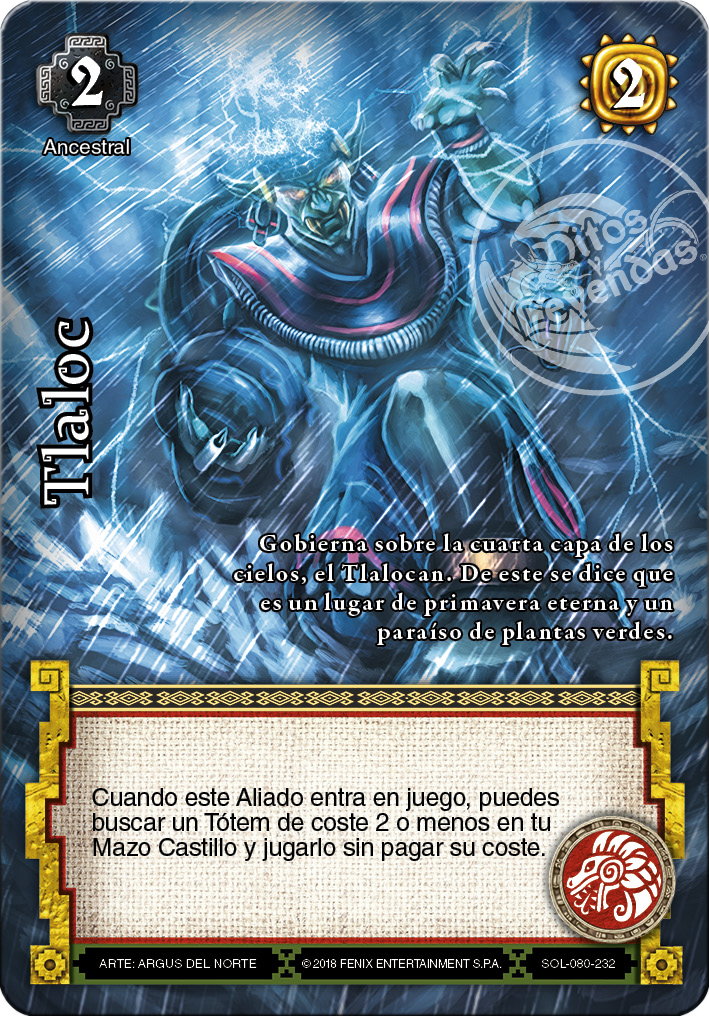 2
2
Ancestral
Mitos
y
Leyendas
Tlaloc
Gobierna sobre la cuarta capa de los
cielos, el Tlalocan. De este se dice que
es un lugar de primavera eterna y un
paraíso de plantas verdes.
Cuando este Aliado entra en juego, puedes
buscar un Tótem de coste 2 o menos en tu
Mazo Castillo y jugarlo sin pagar su coste.
ARTE: ARGUS DEL NORTE
©2018 FENIX ENTERTAINMENT S.P.A.
SOL-080-232